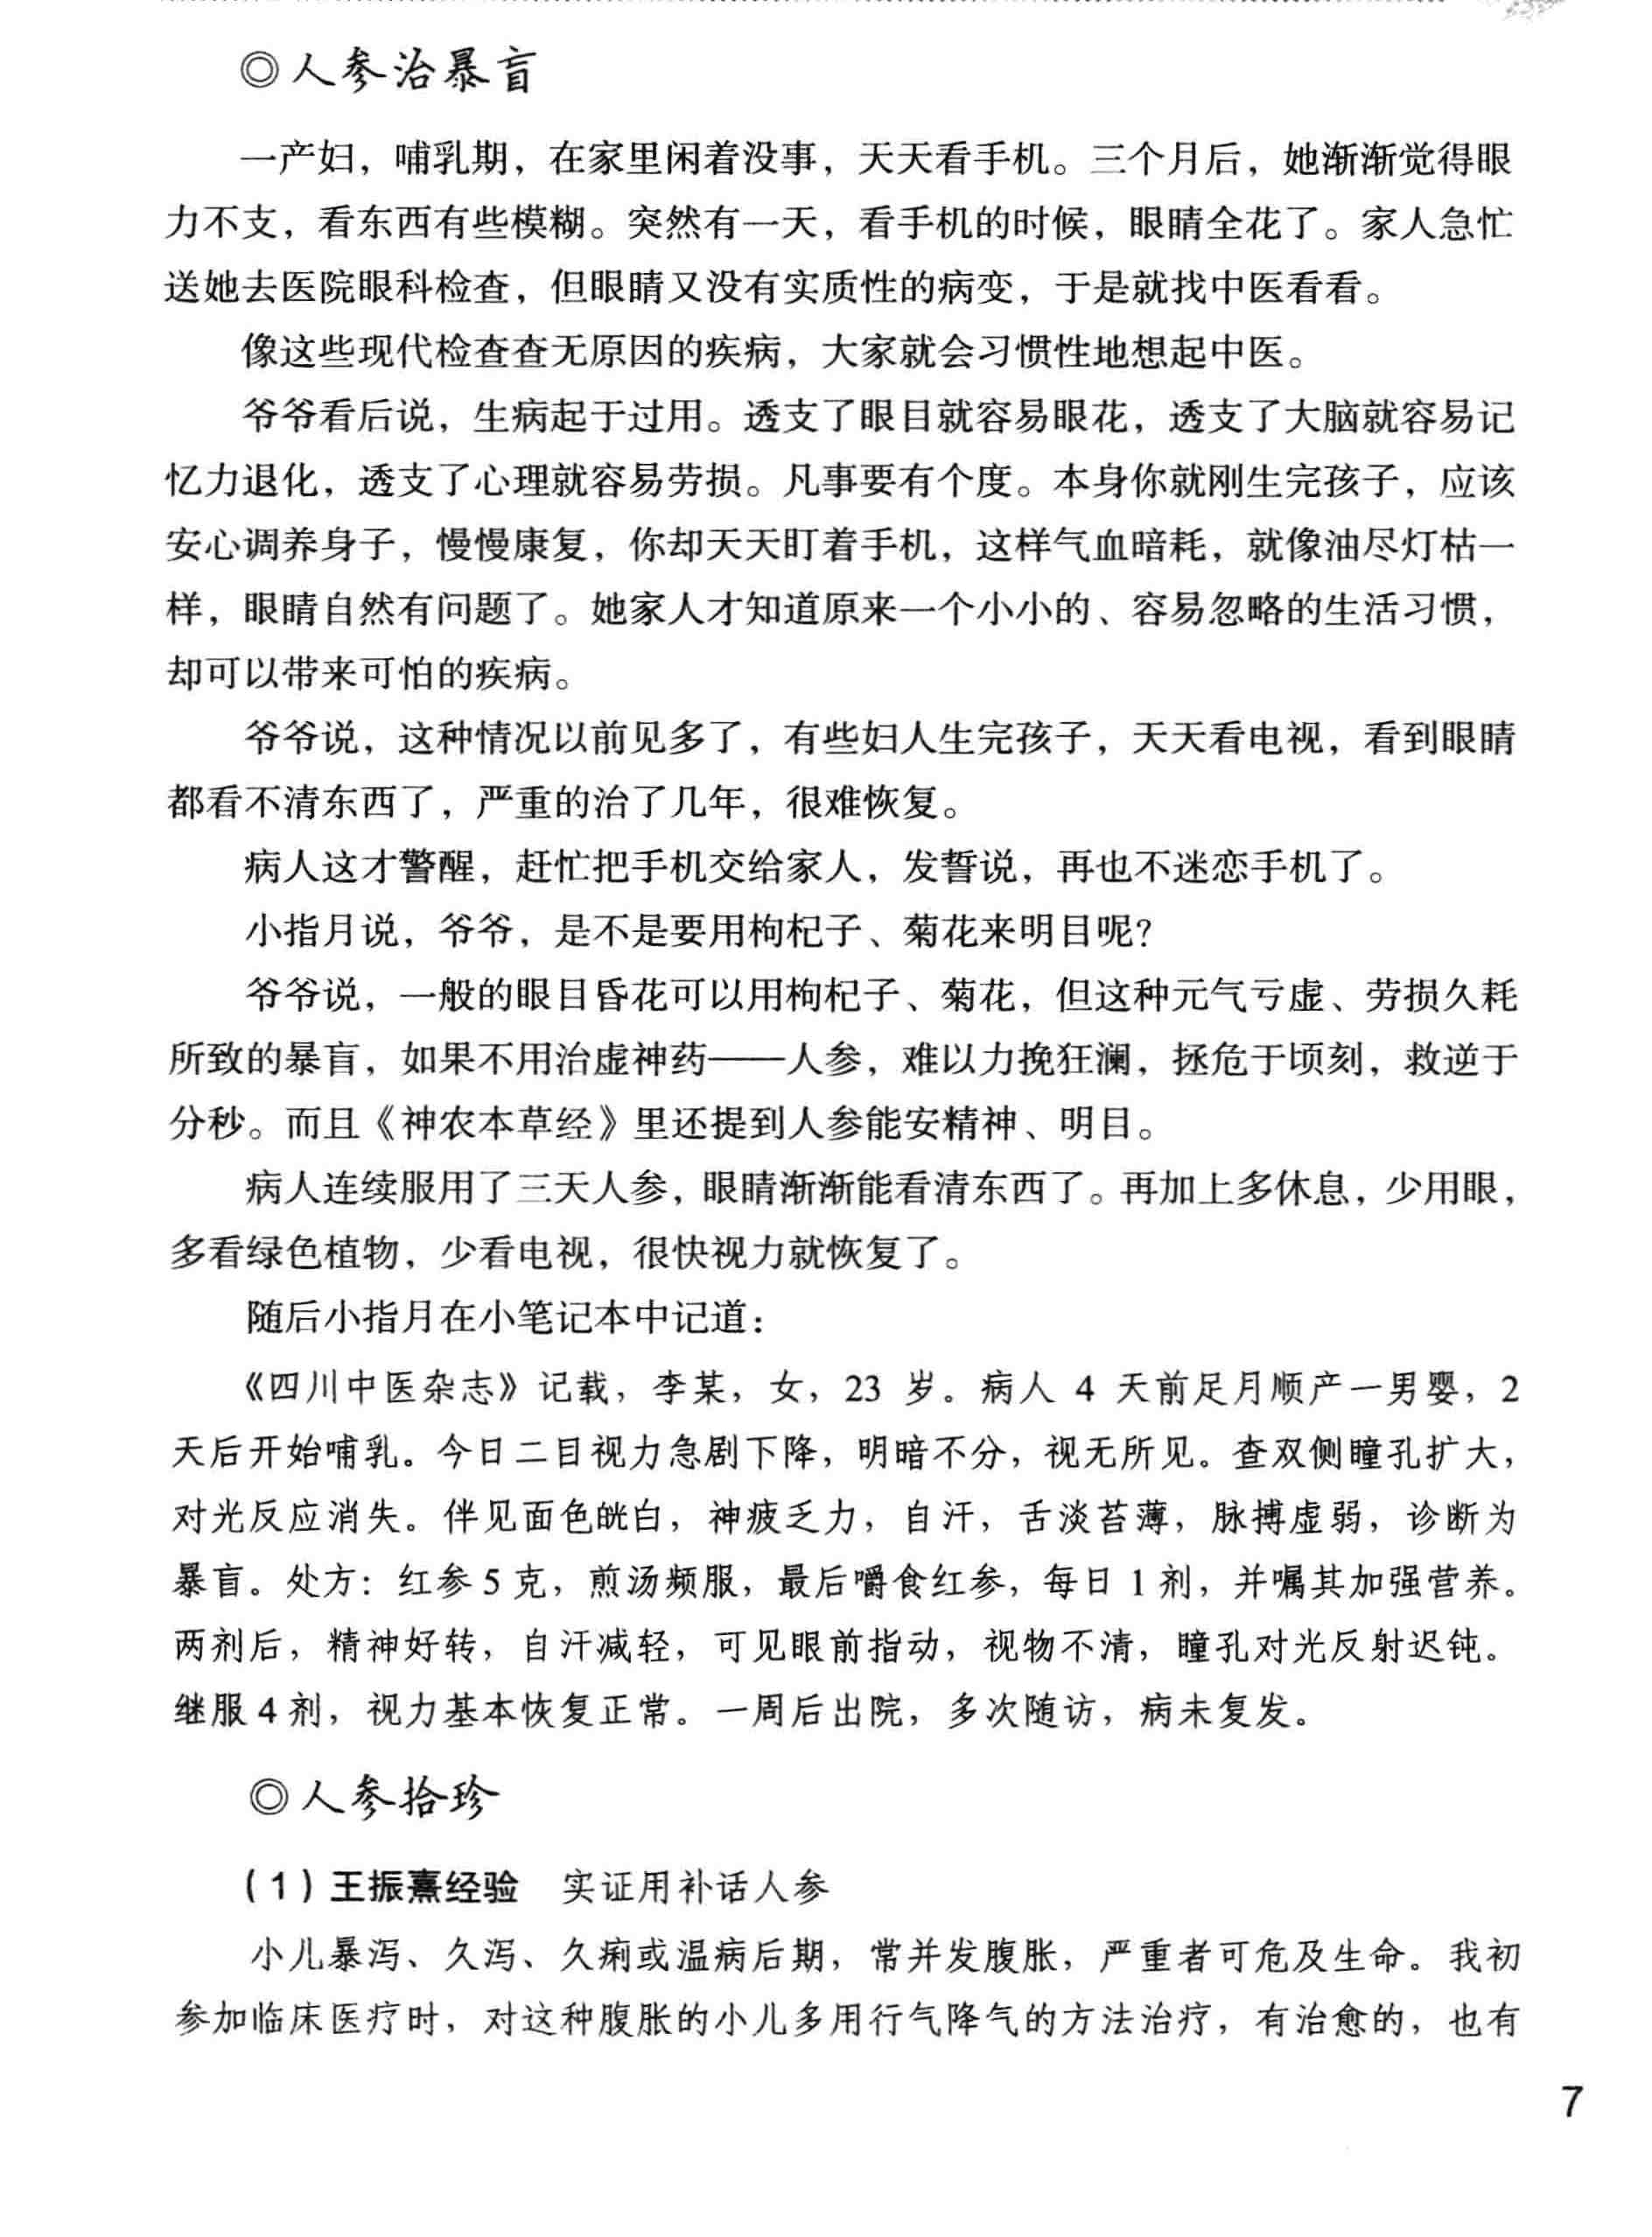 ◎人参治暴盲
一产妇，哺乳期，在家里闲着没事，天天看手机。三个月后，她渐渐觉得眼
力不支，看东西有些模糊。突然有一天，看手机的时候，眼睛全花了。家人急忙
送她去医院眼科检查，但眼睛又没有实质性的病变，于是就找中医看看。
像这些现代检查查无原因的疾病，大家就会习惯性地想起中医。
爷爷看后说，生病起于过用。透支了眼目就容易眼花，透支了大脑就容易记
忆力退化，透支了心理就容易劳损。凡事要有个度。本身你就刚生完孩子，应该
安心调养身子，慢慢康复，你却天天盯着手机，这样气血暗耗，就像油尽灯枯一
样，眼睛自然有问题了。她家人才知道原来一个小小的、容易忽略的生活习惯，
却可以带来可怕的疾病。
爷爷说，这种情况以前见多了，有些妇人生完孩子，天天看电视，看到眼睛
都看不清东西了，严重的治了几年，很难恢复。
病人这才警醒，赶忙把手机交给家人，发誓说，再也不迷恋手机了。
小指月说，爷爷，是不是要用枸杞子、菊花来明目呢?
爷爷说，一般的眼目昏花可以用枸杞子、菊花，但这种元气亏虚、劳损久耗
所致的暴盲，如果不用治虚神药——人参，难以力挽狂澜，拯危于顷刻，救逆于
分秒。而且《神农本草经》里还提到人参能安精神、明目。
病人连续服用了三天人参，眼睛渐渐能看清东西了。再加上多休息，少用眼，
多看绿色植物，少看电视，很快视力就恢复了。
随后小指月在小笔记本中记道：
《四川中医杂志》记载，李某，女，23 岁。病人 4 天前足月顺产一男婴，2
天后开始哺乳。今日二目视力急剧下降，明暗不分，视无所见。查双侧瞳孔扩大，
对光反应消失。伴见面色㿠白，神疲乏力，自汗，舌淡苔薄，脉搏虚弱，诊断为
暴盲。处方：红参 5 克，煎汤频服，最后嚼食红参，每日 1 剂，并嘱其加强营养。
两剂后，精神好转，自汗减轻，可见眼前指动，视物不清，瞳孔对光反射迟钝。
继服 4 剂，视力基本恢复正常。一周后出院，多次随访，病未复发。
◎人参拾珍
（1）王振熹经验　实证用补话人参
小儿暴泻、久泻、久痢或温病后期，常并发腹胀，严重者可危及生命。我初
参加临床医疗时，对这种腹胀的小儿多用行气降气的方法治疗，有治愈的，也有
7